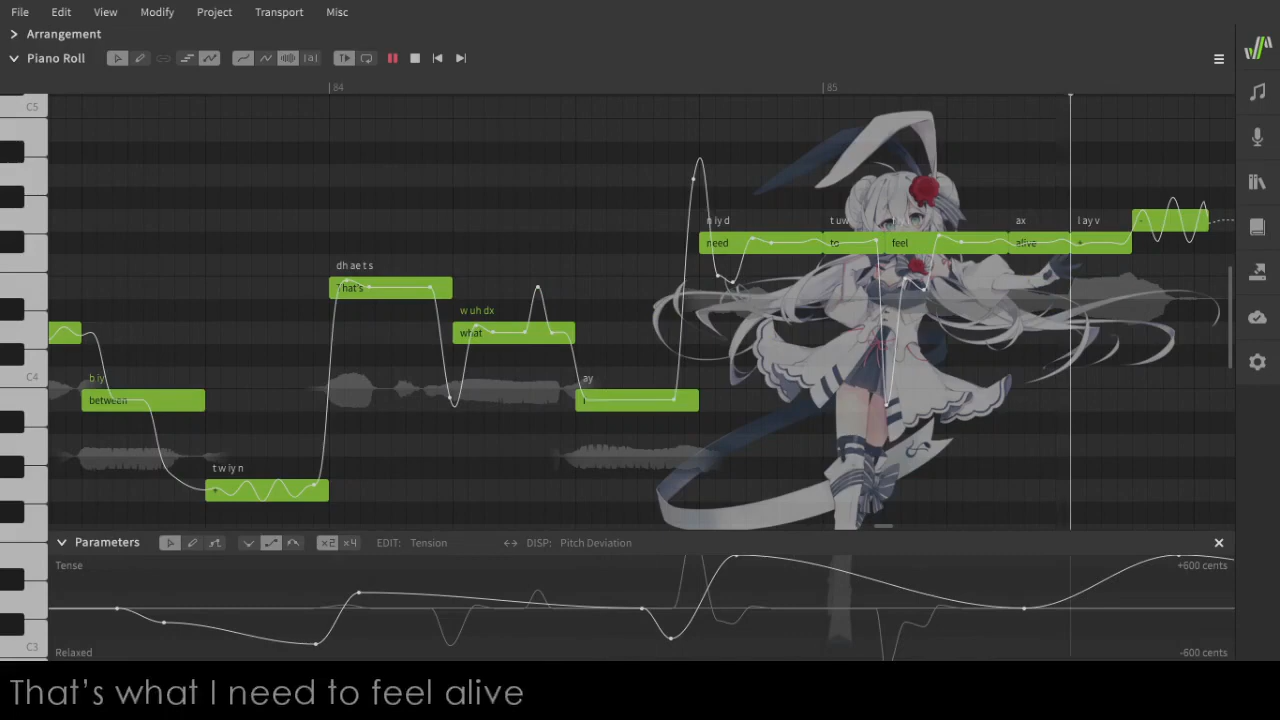 File Edit View Modify Project Transport Misc
Arrangement
Piano Roll
84 85
C5
n iy d t uw ax l ay v
need to feel alive + -
dh ae t s
That's
w uh dx
what
C4
b iy ay
between I
t w iy n
+
Parameters x2 x4 EDIT: Tension DISP: Pitch Deviation
Tense +600 cents
C3
Relaxed -600 cents
That's what I need to feel alive